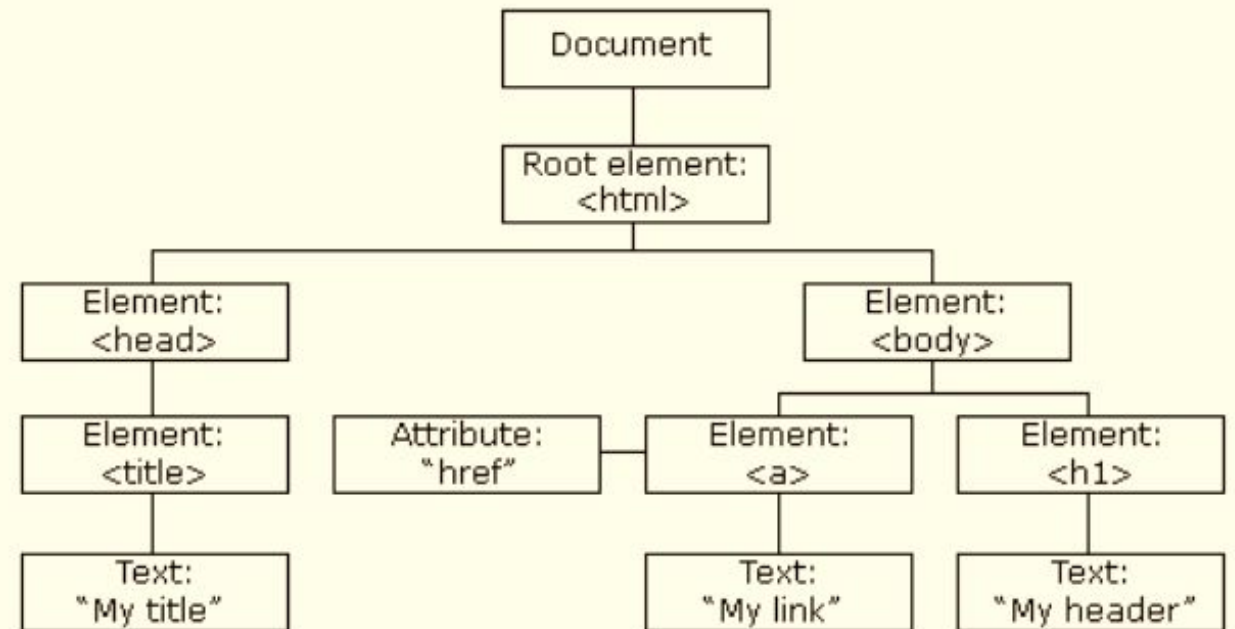 Document
Root element:
<html>
Element:
<head>
Element:
<body>
Element:
<title>
Attribute:
“href”
Element:
<a>
Element:
<h1>
Text:
“My title”
Text:
“My link”
Text:
“My header”